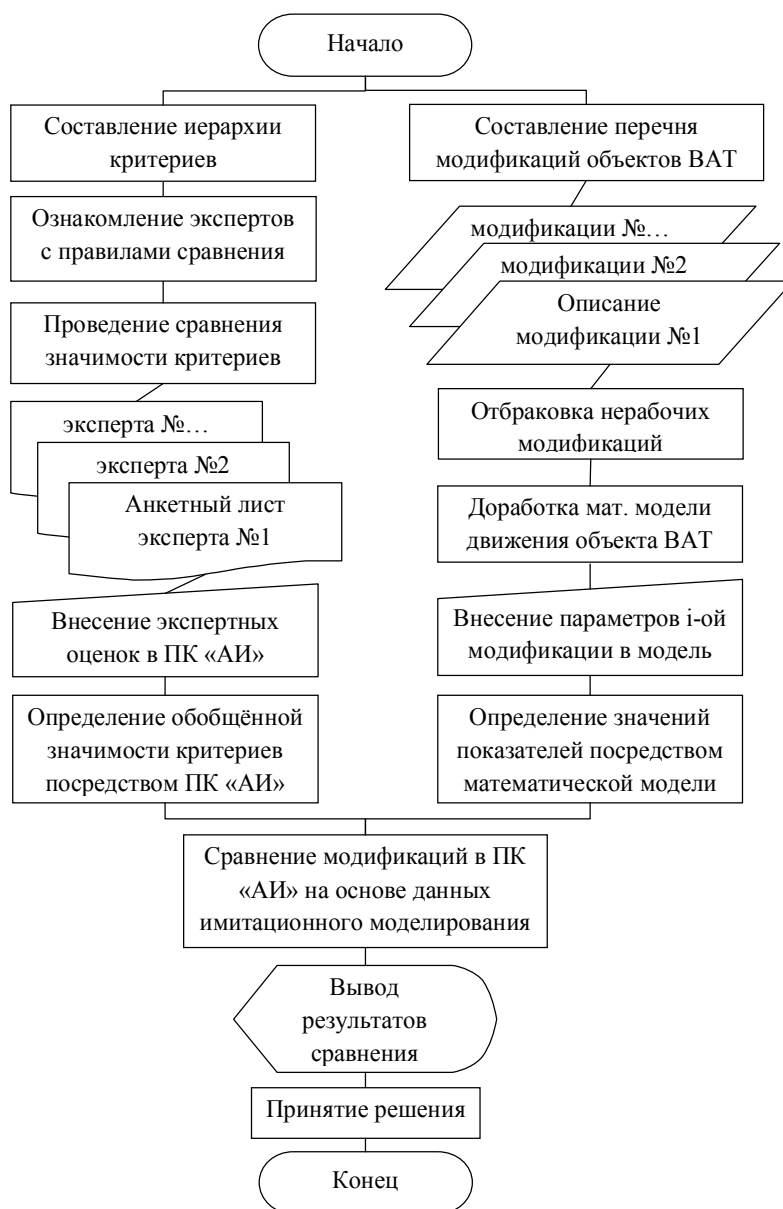 Начало
Составление иерархии
критериев
Ознакомление экспертов
с правилами сравнения
Проведение сравнения
значимости критериев
эксперта №…
эксперта №2
Анкетный лист
эксперта №1
Внесение экспертных
оценок в ПК «АИ»
Определение обобщённой
значимости критериев
посредством ПК «АИ»
Составление перечня
модификаций объектов ВАТ
модификации №…
модификации №2
Описание
модификации №1
Отбраковка нерабочих
модификаций
Доработка мат. модели
движения объекта ВАТ
Внесение параметров i-ой
модификации в модель
Определение значений
показателей посредством
математической модели
Сравнение модификаций в ПК
«АИ» на основе данных
имитационного моделирования
Вывод
результатов
сравнения
Принятие решения
Конец